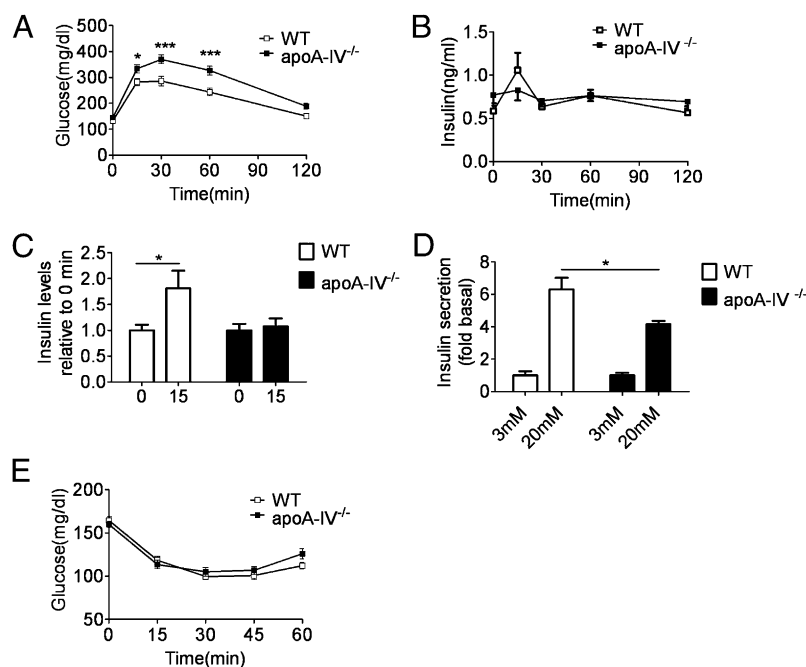 A
Glucose(mg/dl)
500
400
300
200
100
0
* *** ***
WT
apoA-IV-/-
0 30 60 90 120
Time(min)
B
Insulin(ng/ml)
1.5
1.0
0.5
0.0
WT
apoA-IV -/-
0 30 60 90 120
Time(min)
C
Insulin levels
relative to 0 min
2.5
2.0
1.5
1.0
0.5
0.0
*
WT
apoA-IV-/-
0 15 0 15
D
Insulin secretion
(fold basal)
8
6
4
2
0
*
WT
apoA-IV -/-
3mM 20mM 3mM 20mM
E
Glucose(mg/dl)
200
150
100
50
WT
apoA-IV-/-
0 15 30 45 60
Time(min)